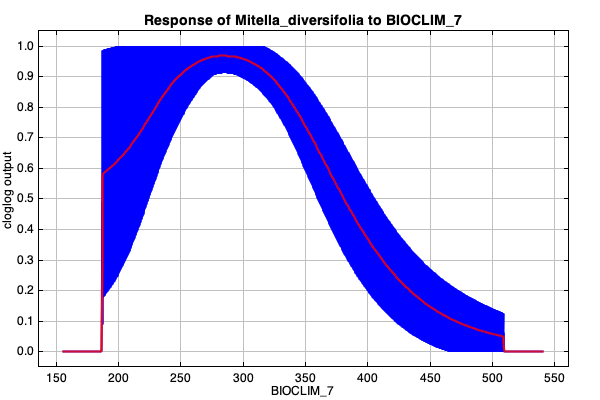 Response of Mitella_diversifolia to BIOCLIM_7
cloglog output
1.0
0.9
0.8
0.7
0.6
0.5
0.4
0.3
0.2
0.1
0.0
150 200 250 300 350 400 450 500 550
BIOCLIM_7